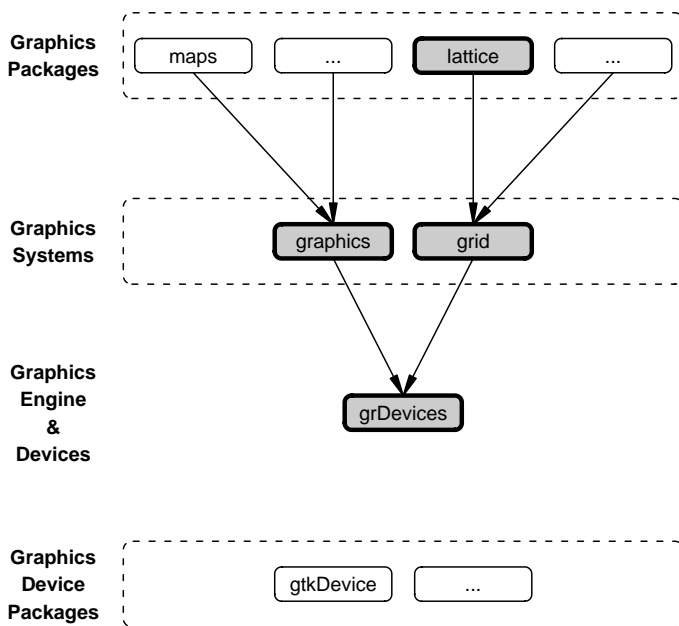 Graphics
Packages
maps
...
lattice
...
Graphics
Systems
graphics
grid
Graphics
Engine
&
Devices
grDevices
Graphics
Device
Packages
gtkDevice
...